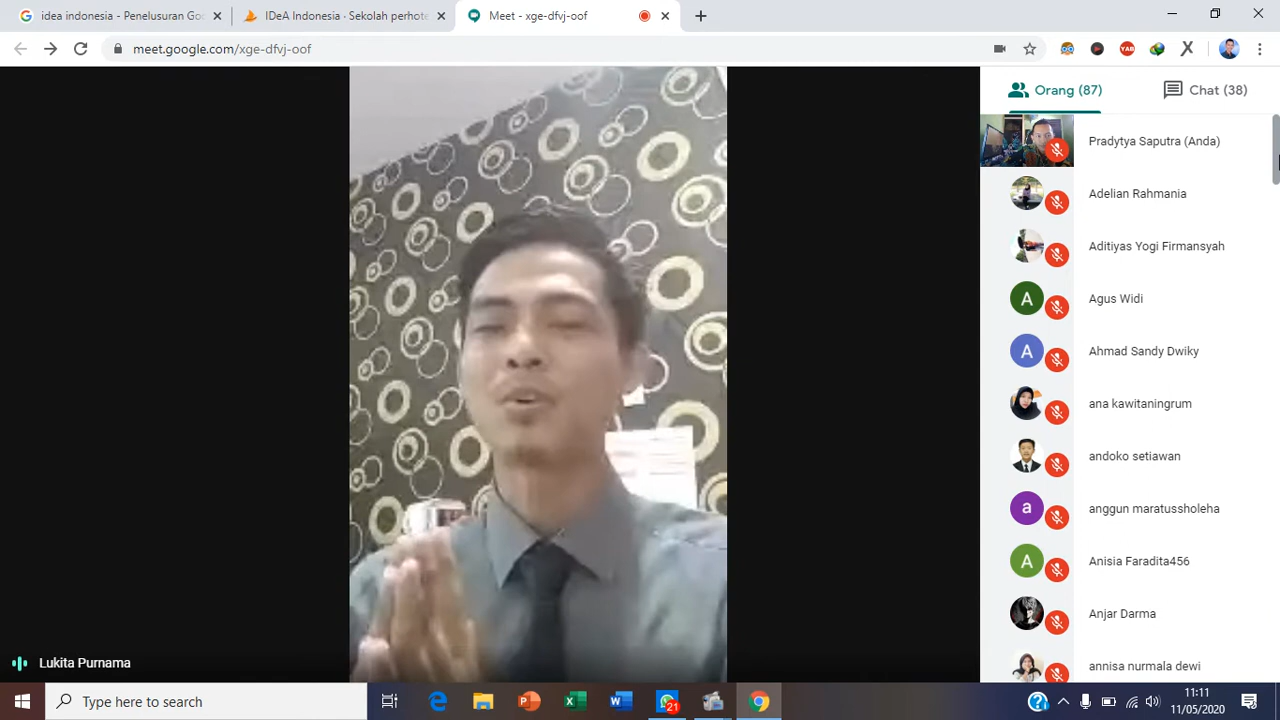 idea indonesia - Penelusuran Goo
IDeA Indonesia - Sekolah perhote
Meet - xge-dfvj-oof
meet.google.com/xge-dfvj-oof
YAB
Orang (87)
Chat (38)
Pradytya Saputra (Anda)
Adelian Rahmania
Aditiyas Yogi Firmansyah
A
Agus Widi
A
Ahmad Sandy Dwiky
ana kawitaningrum
andoko setiawan
a
anggun maratussholeha
A
Anisia Faradita456
Anjar Darma
annisa nurmala dewi
Lukita Purnama
Type here to search
21
11:11
11/05/2020